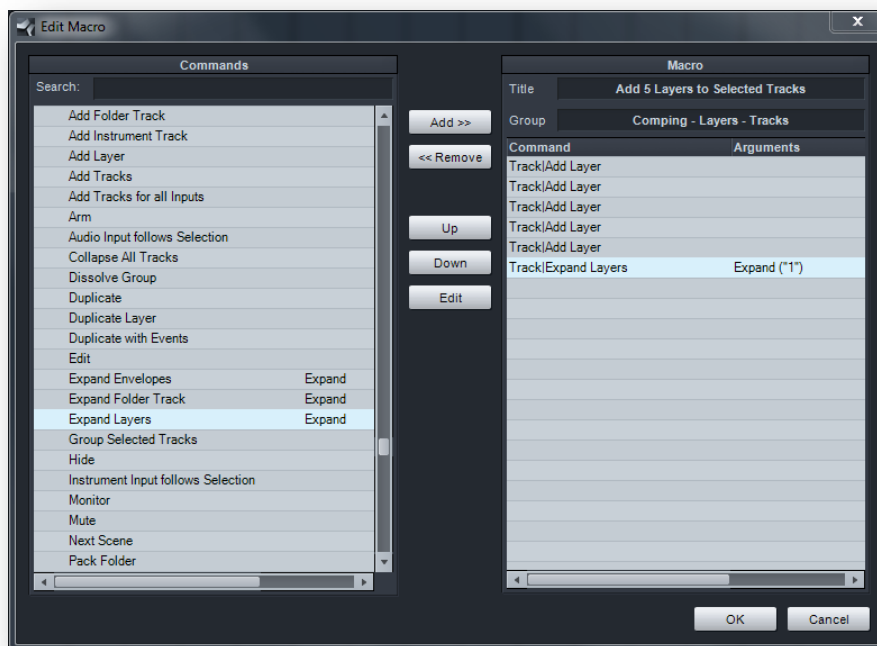 Edit Macro
x
Commands
Search:
Add Folder Track
Add Instrument Track
Add Layer
Add Tracks
Add Tracks for all Inputs
Arm
Audio Input follows Selection
Collapse All Tracks
Dissolve Group
Duplicate
Duplicate Layer
Duplicate with Events
Edit
Expand Envelopes Expand
Expand Folder Track Expand
Expand Layers Expand
Group Selected Tracks
Hide
Instrument Input follows Selection
Monitor
Mute
Next Scene
Pack Folder
Add >>
<< Remove
Up
Down
Edit
Macro
Title Add 5 Layers to Selected Tracks
Group Comping - Layers - Tracks
Command Arguments
Track|Add Layer
Track|Add Layer
Track|Add Layer
Track|Add Layer
Track|Add Layer
Track|Expand Layers Expand ("1")
OK Cancel